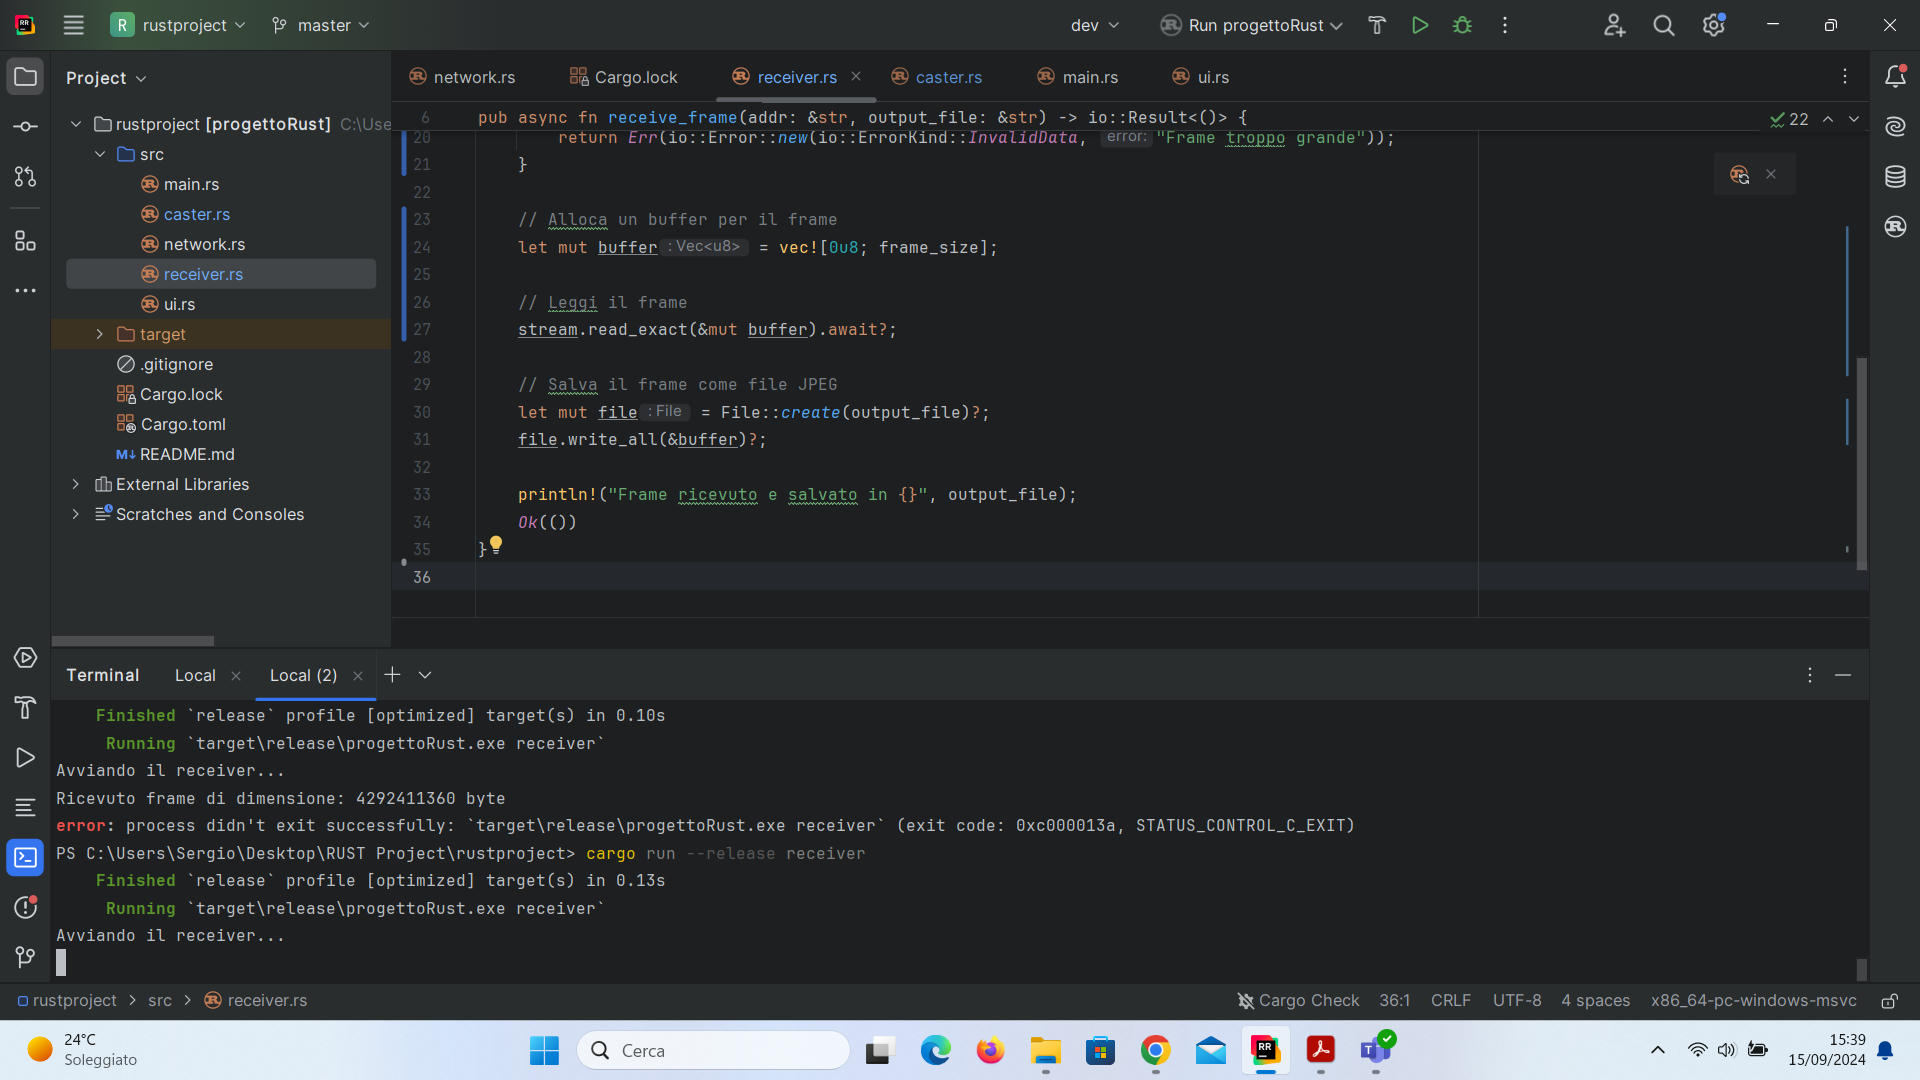 R rustproject
master
dev
Run progettoRust
Project
network.rs
Cargo.lock
receiver.rs
caster.rs
main.rs
ui.rs
rustproject [progettoRust] C:\Use
src
main.rs
caster.rs
network.rs
receiver.rs
ui.rs
target
.gitignore
Cargo.lock
Cargo.toml
README.md
External Libraries
Scratches and Consoles
6 pub async fn receive_frame(addr: &str, output_file: &str) -> io::Result<()> {
22
20 return Err(io::Error::new(io::ErrorKind::InvalidData, error: "Frame troppo grande"));
21 }
22
23 // Alloca un buffer per il frame
24 let mut buffer : Vec<u8> = vec![0u8; frame_size];
25
26 // Leggi il frame
27 stream.read_exact(&mut buffer).await?;
28
29 // Salva il frame come file JPEG
30 let mut file : File = File::create(output_file)?;
31 file.write_all(&buffer)?;
32
33 println!("Frame ricevuto e salvato in {}", output_file);
34 Ok(())
35 }
36
Terminal
Local
Local (2)
Finished `release` profile [optimized] target(s) in 0.10s
Running `target\release\progettoRust.exe receiver`
Avviando il receiver...
Ricevuto frame di dimensione: 4292411360 byte
error: process didn't exit successfully: `target\release\progettoRust.exe receiver` (exit code: 0xc000013a, STATUS_CONTROL_C_EXIT)
PS C:\Users\Sergio\Desktop\RUST Project\rustproject> cargo run --release receiver
Finished `release` profile [optimized] target(s) in 0.13s
Running `target\release\progettoRust.exe receiver`
Avviando il receiver...
rustproject > src > receiver.rs
Cargo Check
36:1
CRLF
UTF-8
4 spaces
x86_64-pc-windows-msvc
24°C
Soleggiato
Cerca
15:39
15/09/2024